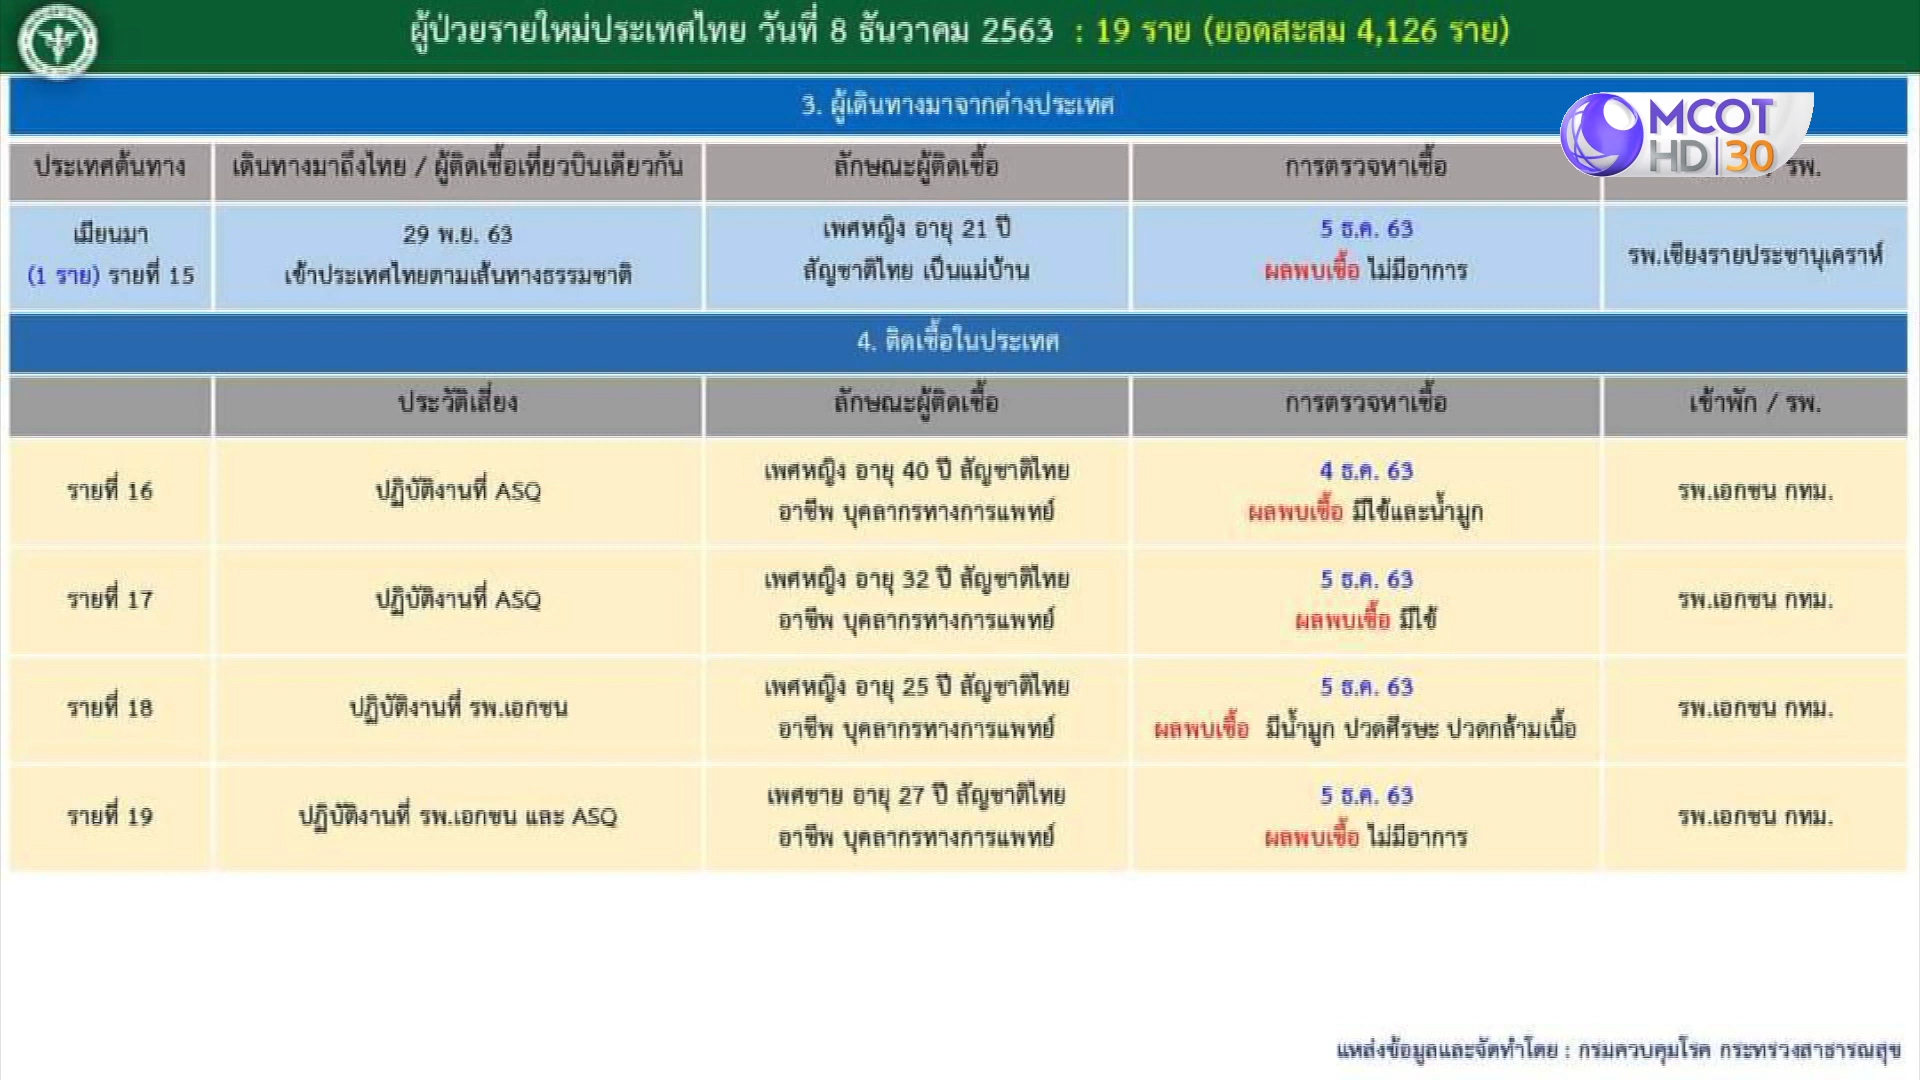 ผู้ป่วยรายใหม่ประเทศไทย วันที่ 8 ธันวาคม 2563 : 19 ราย (ยอดสะสม 4,126 ราย)
3. ผู้เดินทางมาจากต่างประเทศ
MCOT
HD 30
ประเทศต้นทาง เดินทางมาถึงไทย / ผู้ติดเชื้อเที่ยวบินเดียวกัน ลักษณะผู้ติดเชื้อ การตรวจหาเชื้อ / รพ.
เมียนมา
(1 ราย) รายที่ 15
29 พ.ย. 63
เข้าประเทศไทยตามเส้นทางธรรมชาติ
เพศหญิง อายุ 21 ปี
สัญชาติไทย เป็นแม่บ้าน
5 ธ.ค. 63
ผลพบเชื้อ ไม่มีอาการ
รพ.เชียงรายประชานุเคราห์
4. ติดเชื้อในประเทศ
ประวัติเสี่ยง ลักษณะผู้ติดเชื้อ การตรวจหาเชื้อ เข้าพัก / รพ.
รายที่ 16
ปฏิบัติงานที่ ASQ
เพศหญิง อายุ 40 ปี สัญชาติไทย
อาชีพ บุคลากรทางการแพทย์
4 ธ.ค. 63
ผลพบเชื้อ มีไข้และน้ำมูก
รพ.เอกชน กทม.
รายที่ 17
ปฏิบัติงานที่ ASQ
เพศหญิง อายุ 32 ปี สัญชาติไทย
อาชีพ บุคลากรทางการแพทย์
5 ธ.ค. 63
ผลพบเชื้อ มีไข้
รพ.เอกชน กทม.
รายที่ 18
ปฏิบัติงานที่ รพ.เอกชน
เพศหญิง อายุ 25 ปี สัญชาติไทย
อาชีพ บุคลากรทางการแพทย์
5 ธ.ค. 63
ผลพบเชื้อ มีน้ำมูก ปวดศีรษะ ปวดกล้ามเนื้อ
รพ.เอกชน กทม.
รายที่ 19
ปฏิบัติงานที่ รพ.เอกชน และ ASQ
เพศชาย อายุ 27 ปี สัญชาติไทย
อาชีพ บุคลากรทางการแพทย์
5 ธ.ค. 63
ผลพบเชื้อ ไม่มีอาการ
รพ.เอกชน กทม.
แหล่งข้อมูลและจัดทำโดย : กรมควบคุมโรค กระทรวงสาธารณสุข